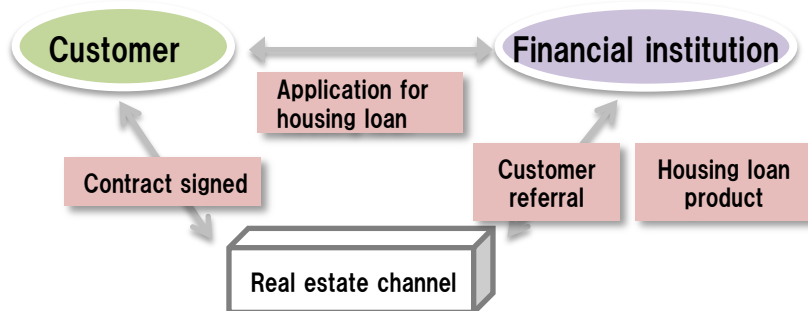 Customer
Financial institution
Application for
housing loan
Contract signed
Customer
referral
Housing loan
product
Real estate channel